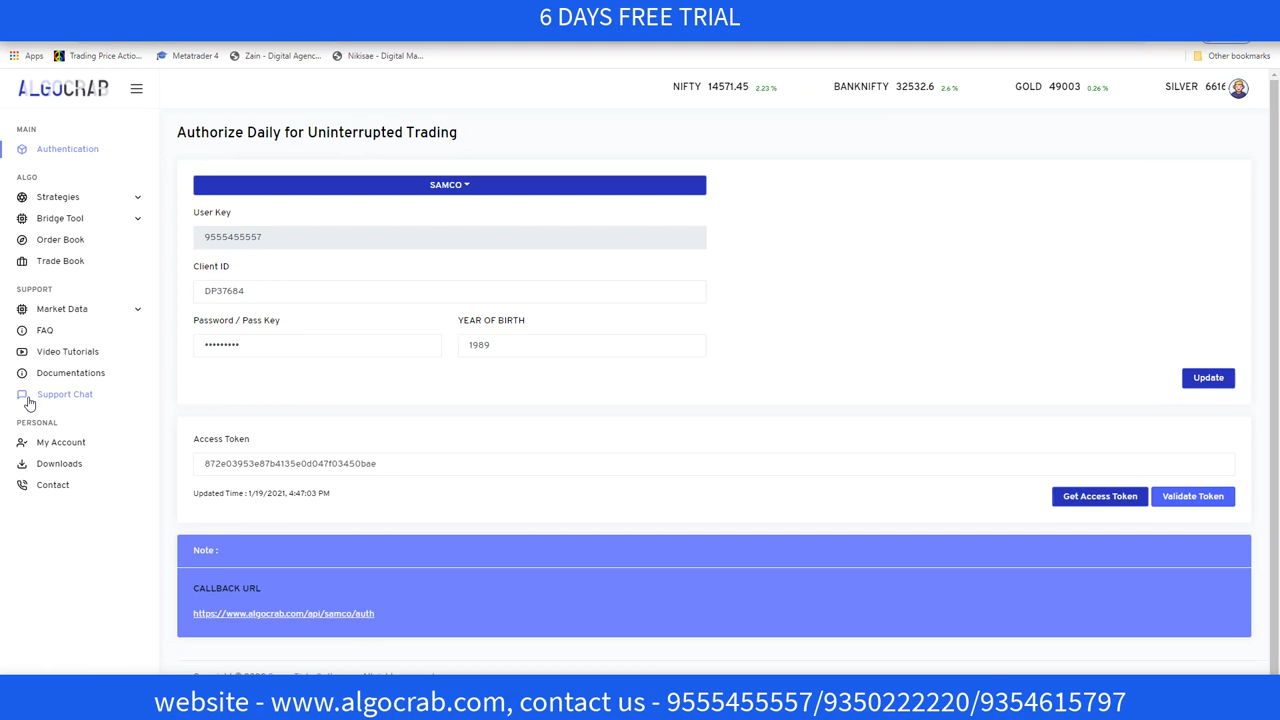 6 DAYS FREE TRIAL
Apps
Trading Price Actio...
Metatrader 4
Zain - Digital Agenc...
Nikisae - Digital Ma...
Other bookmarks
ALGOCRAB
NIFTY 14571.45 2.23 %
BANKNIFTY 32532.6 2.6 %
GOLD 49003 0.26 %
SILVER 6616
MAIN
Authentication
ALGO
Strategies
Bridge Tool
Order Book
Trade Book
SUPPORT
Market Data
FAQ
Video Tutorials
Documentations
Support Chat
PERSONAL
My Account
Downloads
Contact
Authorize Daily for Uninterrupted Trading
SAMCO
User Key
9555455557
Client ID
DP37684
Password / Pass Key
YEAR OF BIRTH
•••••••••
1989
Update
Access Token
872e03953e87b4135e0d047f03450bae
Updated Time : 1/19/2021, 4:47:03 PM
Get Access Token
Validate Token
Note :
CALLBACK URL
https://www.algocrab.com/api/samco/auth
website - www.algocrab.com, contact us - 9555455557/9350222220/9354615797